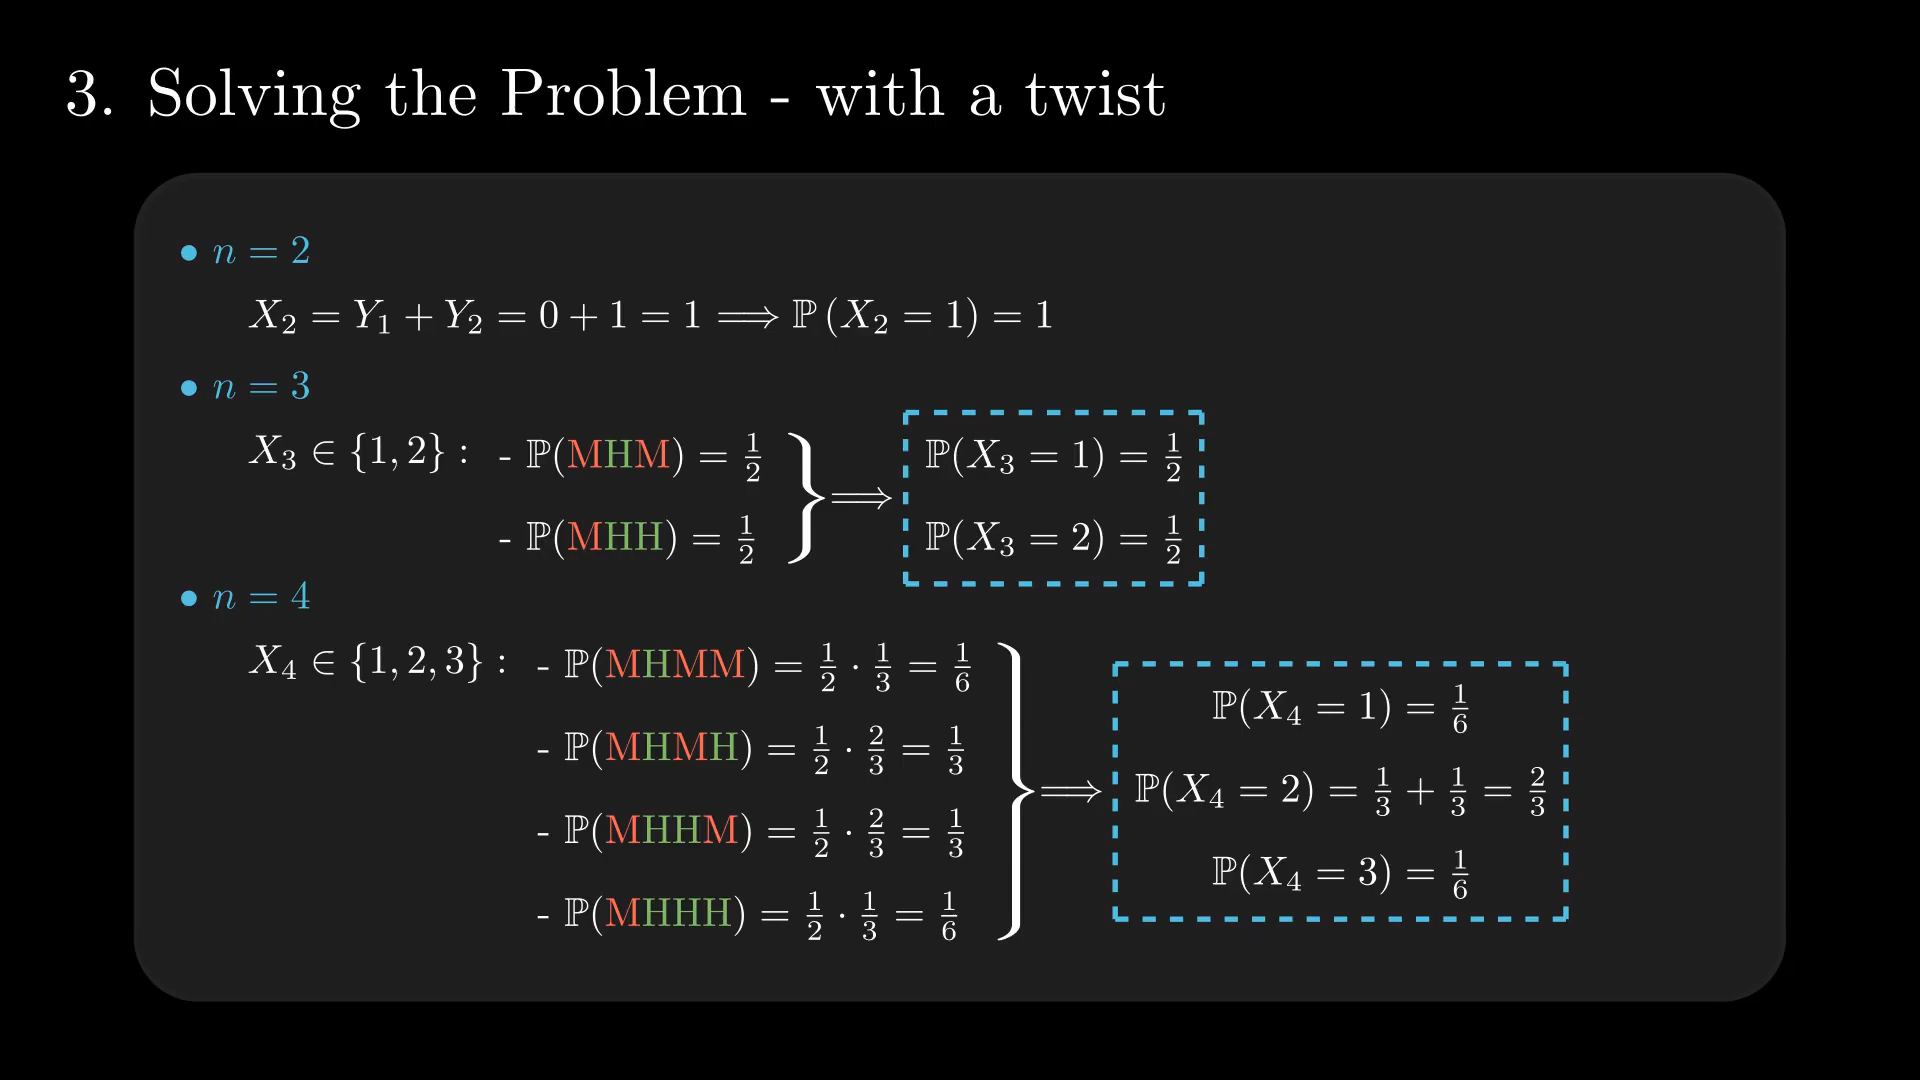 3. Solving the Problem - with a twist
• n = 2
X₂ = Y₁ + Y₂ = 0 + 1 = 1 ⟹ ℙ (X₂ = 1) = 1
• n = 3
X₃ ∈ {1, 2} : - ℙ(MHM) = 1/2
- ℙ(MHH) = 1/2
} ⟹
ℙ(X₃ = 1) = 1/2
ℙ(X₃ = 2) = 1/2
• n = 4
X₄ ∈ {1, 2, 3} : - ℙ(MHMM) = 1/2 · 1/3 = 1/6
- ℙ(MHMH) = 1/2 · 2/3 = 1/3
- ℙ(MHHM) = 1/2 · 2/3 = 1/3
- ℙ(MHHH) = 1/2 · 1/3 = 1/6
} ⟹
ℙ(X₄ = 1) = 1/6
ℙ(X₄ = 2) = 1/3 + 1/3 = 2/3
ℙ(X₄ = 3) = 1/6